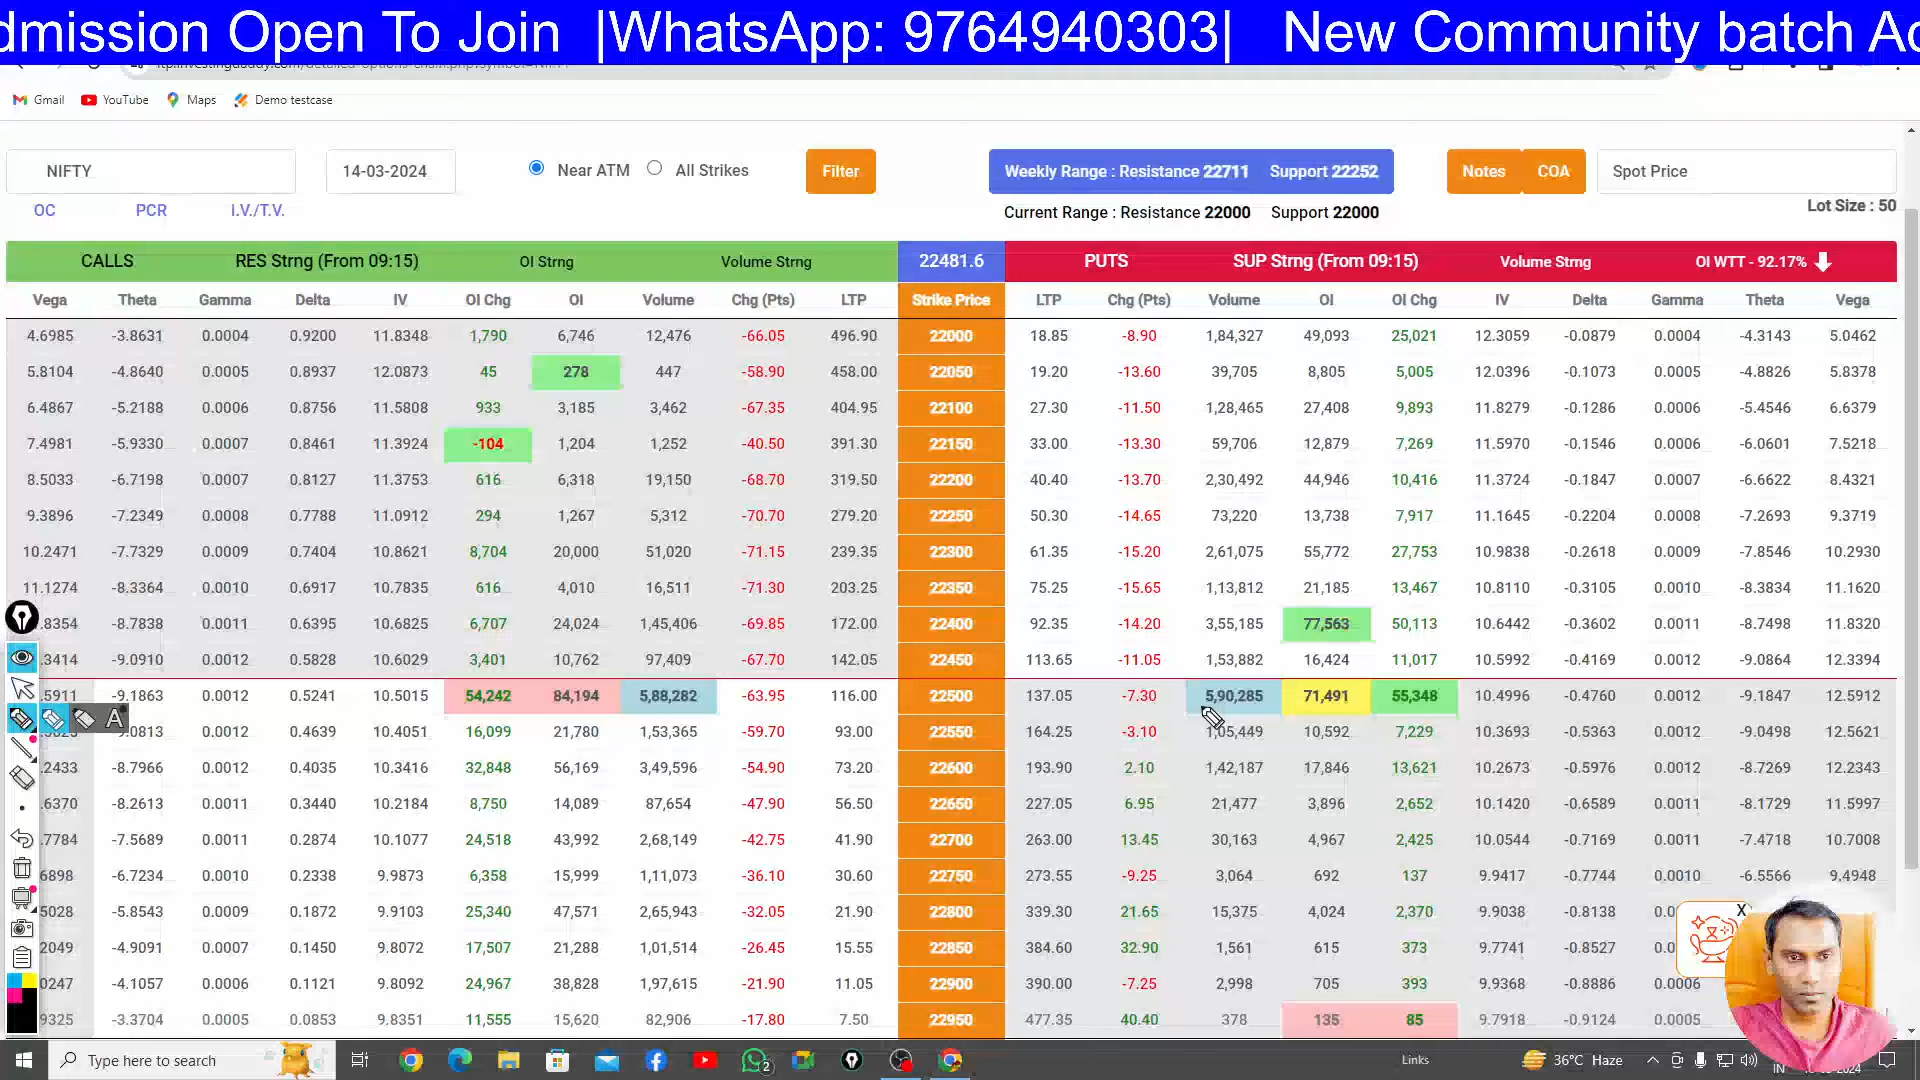 dmission Open To Join |WhatsApp: 9764940303| New Community batch Ad
Gmail YouTube Maps Demo testcase
NIFTY 14-03-2024 Near ATM All Strikes Filter Weekly Range : Resistance 22711 Support 22252 Notes COA Spot Price
OC PCR I.V./T.V. Current Range : Resistance 22000 Support 22000 Lot Size : 50
CALLS RES Strng (From 09:15) OI Strng Volume Strng 22481.6 PUTS SUP Strng (From 09:15) Volume Strng OI WTT - 92.17%
Vega Theta Gamma Delta IV OI Chg OI Volume Chg (Pts) LTP Strike Price LTP Chg (Pts) Volume OI OI Chg IV Delta Gamma Theta Vega
4.6985 -3.8631 0.0004 0.9200 11.8348 1,790 6,746 12,476 -66.05 496.90 22000 18.85 -8.90 1,84,327 49,093 25,021 12.3059 -0.0879 0.0004 -4.3143 5.0462
5.8104 -4.8640 0.0005 0.8937 12.0873 45 278 447 -58.90 458.00 22050 19.20 -13.60 39,705 8,805 5,005 12.0396 -0.1073 0.0005 -4.8826 5.8378
6.4867 -5.2188 0.0006 0.8756 11.5808 933 3,185 3,462 -67.35 404.95 22100 27.30 -11.50 1,28,465 27,408 9,893 11.8279 -0.1286 0.0006 -5.4546 6.6379
7.4981 -5.9330 0.0007 0.8461 11.3924 -104 1,204 1,252 -40.50 391.30 22150 33.00 -13.30 59,706 12,879 7,269 11.5970 -0.1546 0.0006 -6.0601 7.5218
8.5033 -6.7198 0.0007 0.8127 11.3753 616 6,318 19,150 -68.70 319.50 22200 40.40 -13.70 2,30,492 44,946 10,416 11.3724 -0.1847 0.0007 -6.6622 8.4321
9.3896 -7.2349 0.0008 0.7788 11.0912 294 1,267 5,312 -70.70 279.20 22250 50.30 -14.65 73,220 13,738 7,917 11.1645 -0.2204 0.0008 -7.2693 9.3719
10.2471 -7.7329 0.0009 0.7404 10.8621 8,704 20,000 51,020 -71.15 239.35 22300 61.35 -15.20 2,61,075 55,772 27,753 10.9838 -0.2618 0.0009 -7.8546 10.2930
11.1274 -8.3364 0.0010 0.6917 10.7835 616 4,010 16,511 -71.30 203.25 22350 75.25 -15.65 1,13,812 21,185 13,467 10.8110 -0.3105 0.0010 -8.3834 11.1620
.8354 -8.7838 0.0011 0.6395 10.6825 6,707 24,024 1,45,406 -69.85 172.00 22400 92.35 -14.20 3,55,185 77,563 50,113 10.6442 -0.3602 0.0011 -8.7498 11.8320
.3414 -9.0910 0.0012 0.5828 10.6029 3,401 10,762 97,409 -67.70 142.05 22450 113.65 -11.05 1,53,882 16,424 11,017 10.5992 -0.4169 0.0012 -9.0864 12.3394
.5911 -9.1863 0.0012 0.5241 10.5015 54,242 84,194 5,88,282 -63.95 116.00 22500 137.05 -7.30 5,90,285 71,491 55,348 10.4996 -0.4760 0.0012 -9.1847 12.5912
A .0813 0.0012 0.4639 10.4051 16,099 21,780 1,53,365 -59.70 93.00 22550 164.25 -3.10 1,05,449 10,592 7,229 10.3693 -0.5363 0.0012 -9.0498 12.5621
.2433 -8.7966 0.0012 0.4035 10.3416 32,848 56,169 3,49,596 -54.90 73.20 22600 193.90 2.10 1,42,187 17,846 13,621 10.2673 -0.5976 0.0012 -8.7269 12.2343
.6370 -8.2613 0.0011 0.3440 10.2184 8,750 14,089 87,654 -47.90 56.50 22650 227.05 6.95 21,477 3,896 2,652 10.1420 -0.6589 0.0011 -8.1729 11.5997
.7784 -7.5689 0.0011 0.2874 10.1077 24,518 43,992 2,68,149 -42.75 41.90 22700 263.00 13.45 30,163 4,967 2,425 10.0544 -0.7169 0.0011 -7.4718 10.7008
6898 -6.7234 0.0010 0.2338 9.9873 6,358 15,999 1,11,073 -36.10 30.60 22750 273.55 -9.25 3,064 692 137 9.9417 -0.7744 0.0010 -6.5566 9.4948
5028 -5.8543 0.0009 0.1872 9.9103 25,340 47,571 2,65,943 -32.05 21.90 22800 339.30 21.65 15,375 4,024 2,370 9.9038 -0.8138 0.0 X
2049 -4.9091 0.0007 0.1450 9.8072 17,507 21,288 1,01,514 -26.45 15.55 22850 384.60 32.90 1,561 615 373 9.7741 -0.8527 0.0
0247 -4.1057 0.0006 0.1121 9.8092 24,967 38,828 1,97,615 -21.90 11.05 22900 390.00 -7.25 2,998 705 393 9.9368 -0.8886 0.0006
9325 -3.3704 0.0005 0.0853 9.8351 11,555 15,620 82,906 -17.80 7.50 22950 477.35 40.40 378 135 85 9.7918 -0.9124 0.0005
Type here to search 2 Links 36°C Haze IN